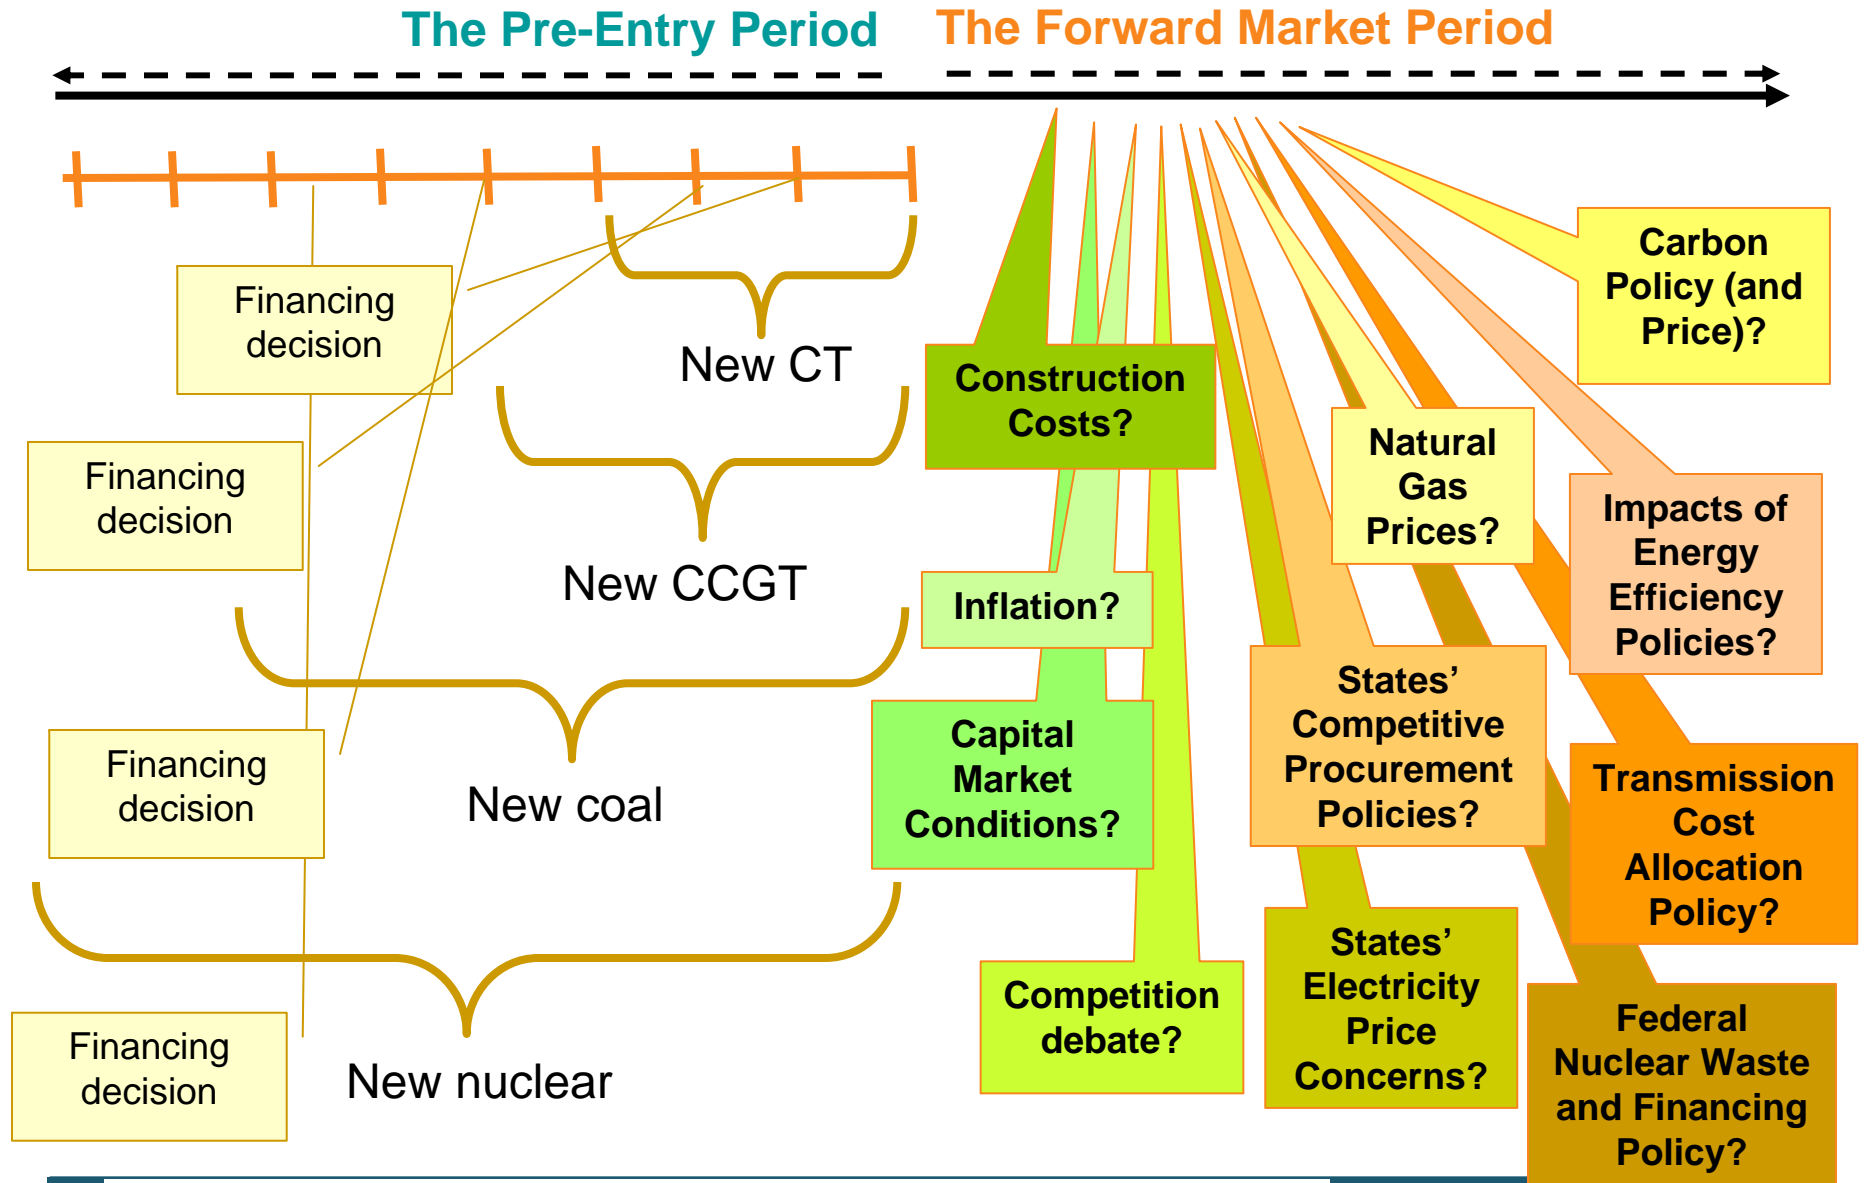 The Pre-Entry Period
The Forward Market Period
Financing
decision
New CT
Financing
decision
New CCGT
Financing
decision
New coal
Financing
decision
New nuclear
Construction
Costs?
Inflation?
Capital
Market
Conditions?
Competition
debate?
States’
Competitive
Procurement
Policies?
States’
Electricity
Price
Concerns?
Natural
Gas
Prices?
Carbon
Policy (and
Price)?
Impacts of
Energy
Efficiency
Policies?
Transmission
Cost
Allocation
Policy?
Federal
Nuclear Waste
and Financing
Policy?